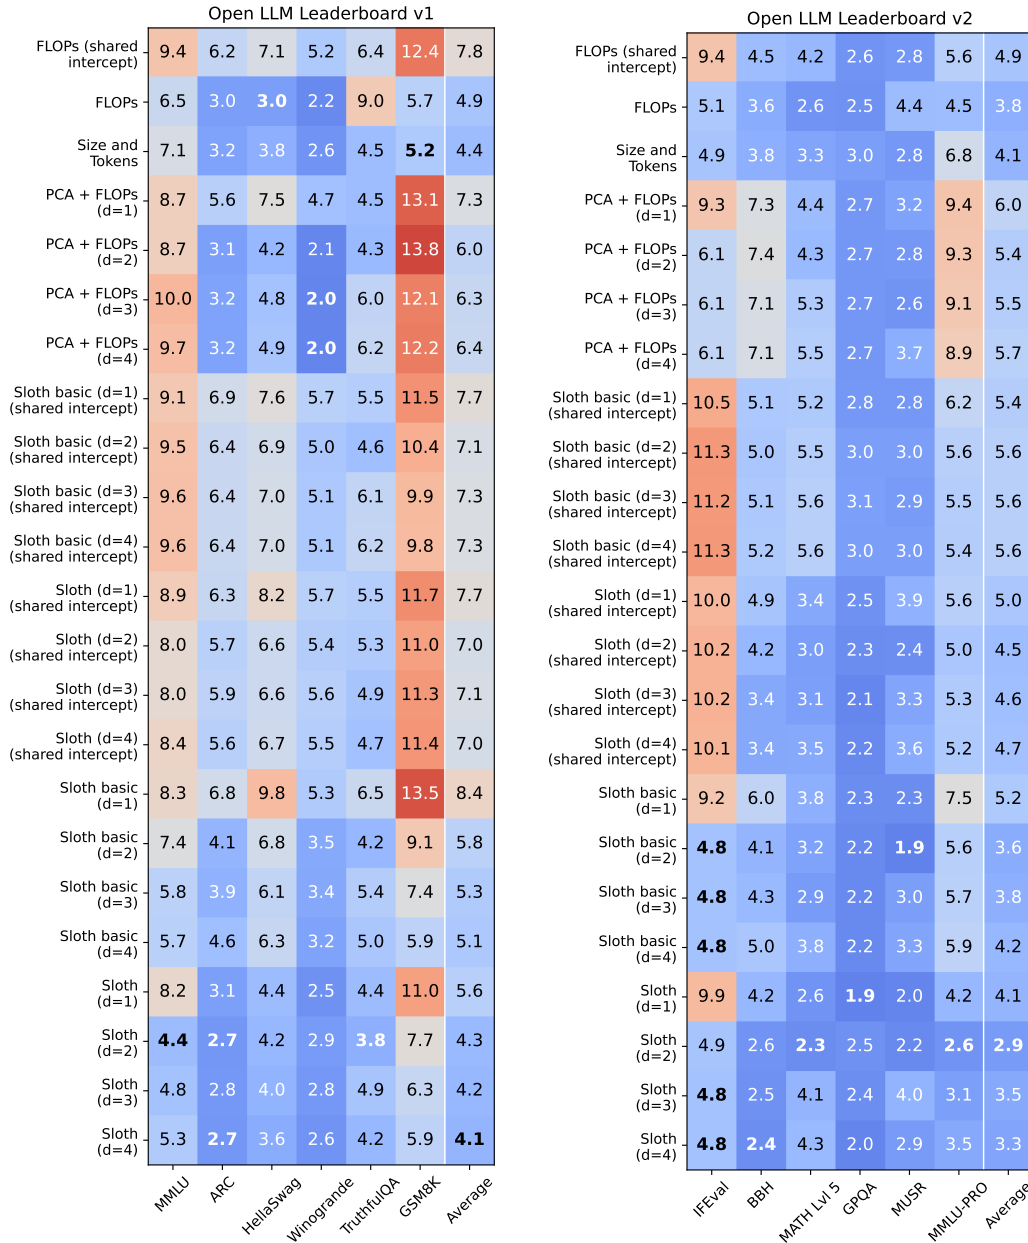 Open LLM Leaderboard v1
FLOPs (shared
intercept)
9.4 6.2 7.1 5.2 6.4 12.4 7.8
FLOPs
6.5 3.0 3.0 2.2 9.0 5.7 4.9
Size and
Tokens
7.1 3.2 3.8 2.6 4.5 5.2 4.4
PCA + FLOPs
(d=1)
8.7 5.6 7.5 4.7 4.5 13.1 7.3
PCA + FLOPs
(d=2)
8.7 3.1 4.2 2.1 4.3 13.8 6.0
PCA + FLOPs
(d=3)
10.0 3.2 4.8 2.0 6.0 12.1 6.3
PCA + FLOPs
(d=4)
9.7 3.2 4.9 2.0 6.2 12.2 6.4
Sloth basic (d=1)
(shared intercept)
9.1 6.9 7.6 5.7 5.5 11.5 7.7
Sloth basic (d=2)
(shared intercept)
9.5 6.4 6.9 5.0 4.6 10.4 7.1
Sloth basic (d=3)
(shared intercept)
9.6 6.4 7.0 5.1 6.1 9.9 7.3
Sloth basic (d=4)
(shared intercept)
9.6 6.4 7.0 5.1 6.2 9.8 7.3
Sloth (d=1)
(shared intercept)
8.9 6.3 8.2 5.7 5.5 11.7 7.7
Sloth (d=2)
(shared intercept)
8.0 5.7 6.6 5.4 5.3 11.0 7.0
Sloth (d=3)
(shared intercept)
8.0 5.9 6.6 5.6 4.9 11.3 7.1
Sloth (d=4)
(shared intercept)
8.4 5.6 6.7 5.5 4.7 11.4 7.0
Sloth basic
(d=1)
8.3 6.8 9.8 5.3 6.5 13.5 8.4
Sloth basic
(d=2)
7.4 4.1 6.8 3.5 4.2 9.1 5.8
Sloth basic
(d=3)
5.8 3.9 6.1 3.4 5.4 7.4 5.3
Sloth basic
(d=4)
5.7 4.6 6.3 3.2 5.0 5.9 5.1
Sloth
(d=1)
8.2 3.1 4.4 2.5 4.4 11.0 5.6
Sloth
(d=2)
4.4 2.7 4.2 2.9 3.8 7.7 4.3
Sloth
(d=3)
4.8 2.8 4.0 2.8 4.9 6.3 4.2
Sloth
(d=4)
5.3 2.7 3.6 2.6 4.2 5.9 4.1
MMLU ARC HellaSwag Winogrande TruthfulQA GSM8K Average
Open LLM Leaderboard v2
FLOPs (shared
intercept)
9.4 4.5 4.2 2.6 2.8 5.6 4.9
FLOPs
5.1 3.6 2.6 2.5 4.4 4.5 3.8
Size and
Tokens
4.9 3.8 3.3 3.0 2.8 6.8 4.1
PCA + FLOPs
(d=1)
9.3 7.3 4.4 2.7 3.2 9.4 6.0
PCA + FLOPs
(d=2)
6.1 7.4 4.3 2.7 2.8 9.3 5.4
PCA + FLOPs
(d=3)
6.1 7.1 5.3 2.7 2.6 9.1 5.5
PCA + FLOPs
(d=4)
6.1 7.1 5.5 2.7 3.7 8.9 5.7
Sloth basic (d=1)
(shared intercept)
10.5 5.1 5.2 2.8 2.8 6.2 5.4
Sloth basic (d=2)
(shared intercept)
11.3 5.0 5.5 3.0 3.0 5.6 5.6
Sloth basic (d=3)
(shared intercept)
11.2 5.1 5.6 3.1 2.9 5.5 5.6
Sloth basic (d=4)
(shared intercept)
11.3 5.2 5.6 3.0 3.0 5.4 5.6
Sloth (d=1)
(shared intercept)
10.0 4.9 3.4 2.5 3.9 5.6 5.0
Sloth (d=2)
(shared intercept)
10.2 4.2 3.0 2.3 2.4 5.0 4.5
Sloth (d=3)
(shared intercept)
10.2 3.4 3.1 2.1 3.3 5.3 4.6
Sloth (d=4)
(shared intercept)
10.1 3.4 3.5 2.2 3.6 5.2 4.7
Sloth basic
(d=1)
9.2 6.0 3.8 2.3 2.3 7.5 5.2
Sloth basic
(d=2)
4.8 4.1 3.2 2.2 1.9 5.6 3.6
Sloth basic
(d=3)
4.8 4.3 2.9 2.2 3.0 5.7 3.8
Sloth basic
(d=4)
4.8 5.0 3.8 2.2 3.3 5.9 4.2
Sloth
(d=1)
9.9 4.2 2.6 1.9 2.0 4.2 4.1
Sloth
(d=2)
4.9 2.6 2.3 2.5 2.2 2.6 2.9
Sloth
(d=3)
4.8 2.5 4.1 2.4 4.0 3.1 3.5
Sloth
(d=4)
4.8 2.4 4.3 2.0 2.9 3.5 3.3
IFEval BBH MATH Lvl 5 GPQA MUSR MMLU-PRO Average